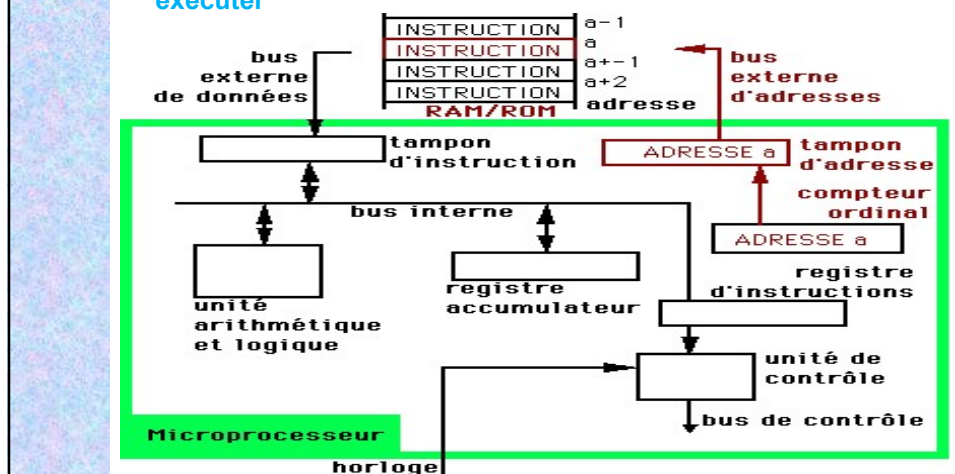 exécuter
INSTRUCTION a-1
INSTRUCTION a
INSTRUCTION a+-1
INSTRUCTION a+2
RAM/ROM adresse
bus
externe
de données
bus
externe
d'adresses
tampon
d'instruction
ADRESSE a
tampon
d'adresse
compteur
ordinal
ADRESSE a
bus interne
unité
arithmétique
et logique
registre
accumulateur
registre
d'instructions
unité de
contrôle
bus de contrôle
Microprocesseur
horloge